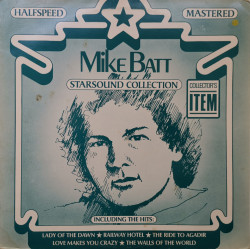 HALFSPEED
MASTERED
MIKE BATT
STARSOUND COLLECTION
COLLECTOR'S
ITEM
INCLUDING THE HITS:
LADY OF THE DAWN ★ RAILWAY HOTEL ★ THE RIDE TO AGADIR
LOVE MAKES YOU CRAZY ★ THE WALLS OF THE WORLD